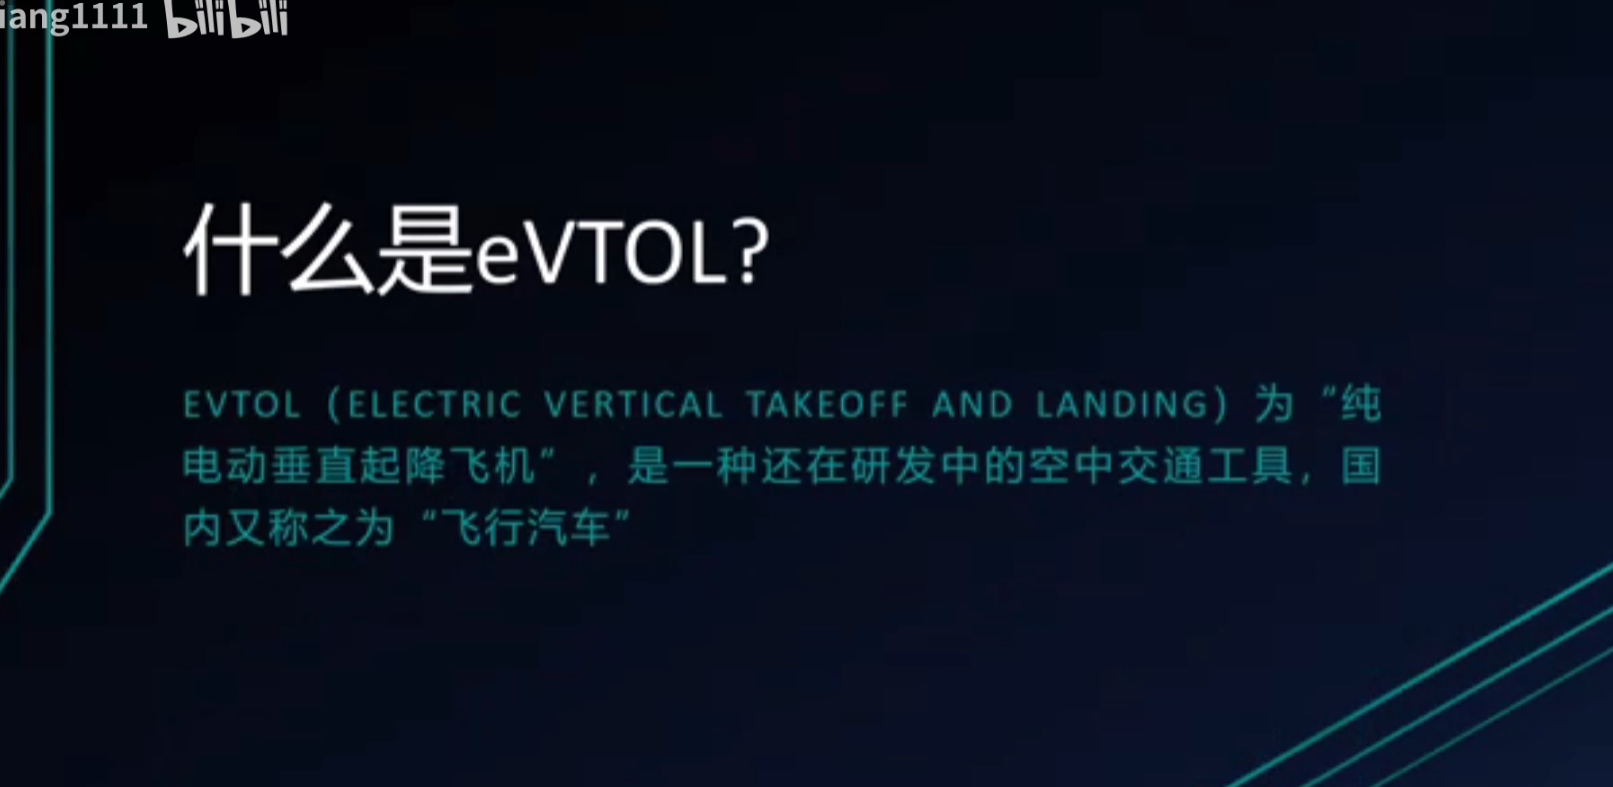 iang1111 bilibili
什么是eVTOL?
EVTOL (ELECTRIC VERTICAL TAKEOFF AND LANDING) 为“纯
电动垂直起降飞机”，是一种还在研发中的空中交通工具，国
内又称之为“飞行汽车”